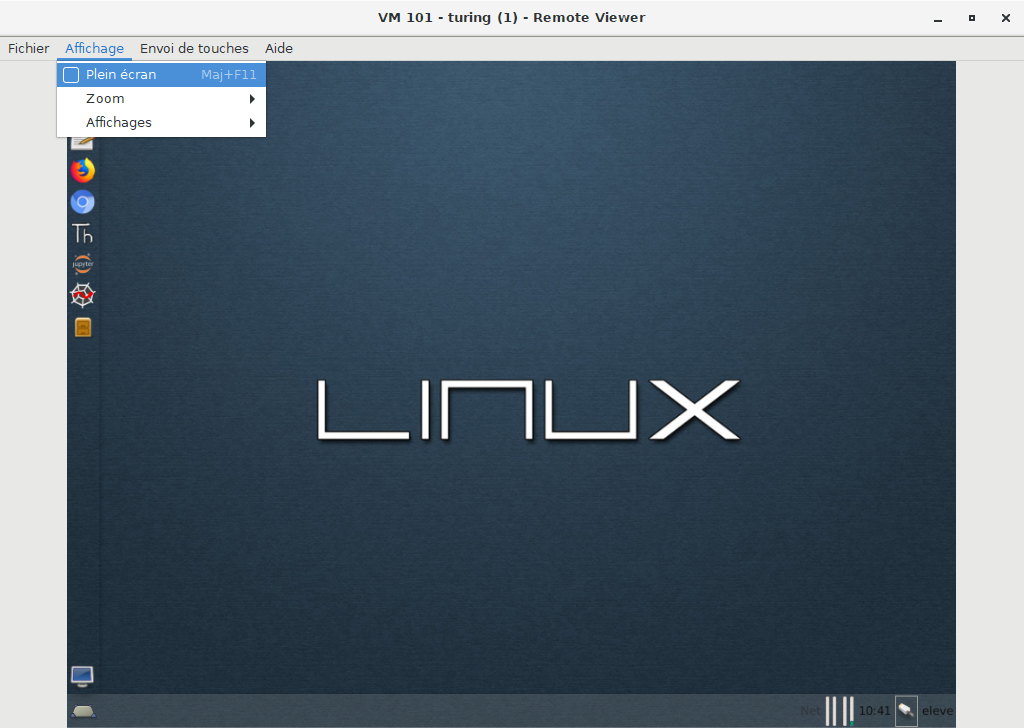 VM 101 - turing (1) - Remote Viewer
Fichier Affichage Envoi de touches Aide
Plein écran Maj+F11
Zoom
Affichages
Th
jupyter
LINUX
Net 10:41 eleve